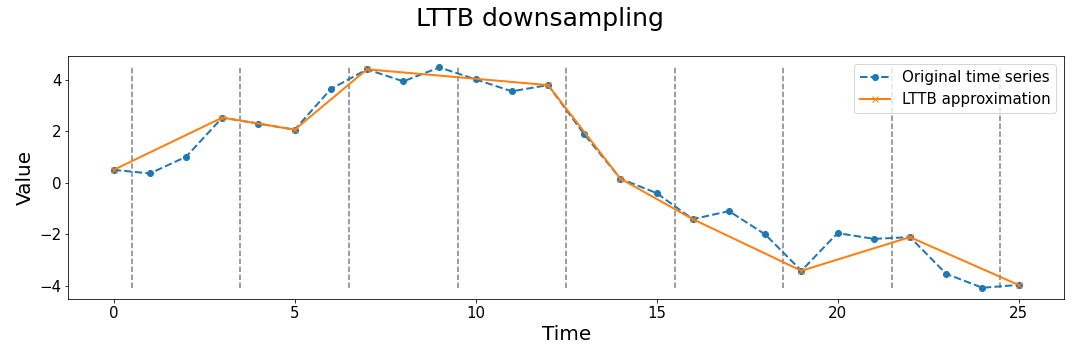 LTTB downsampling
Original time series
LTTB approximation
Value
4
2
0
−2
−4
0 5 10 15 20 25
Time